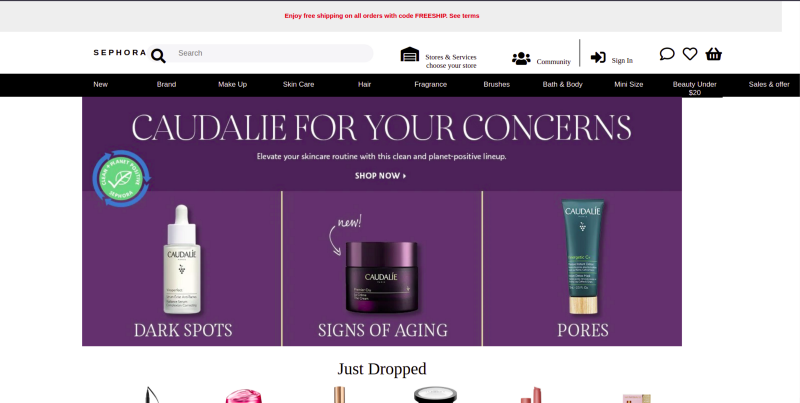 Enjoy free shipping on all orders with code FREESHIP. See terms
SEPHORA
Search
Stores & Services
choose your store
Community
Sign In
New
Brand
Make Up
Skin Care
Hair
Fragrance
Brushes
Bath & Body
Mini Size
Beauty Under
$20
Sales & offer
CAUDALIE FOR YOUR CONCERNS
Elevate your skincare routine with this clean and planet-positive lineup.
SHOP NOW
CLEAN + PLANET POSITIVE
SEPHORA
new!
CAUDALÍE
CAUDALÍE
CAUDALÍE
DARK SPOTS
SIGNS OF AGING
PORES
Just Dropped